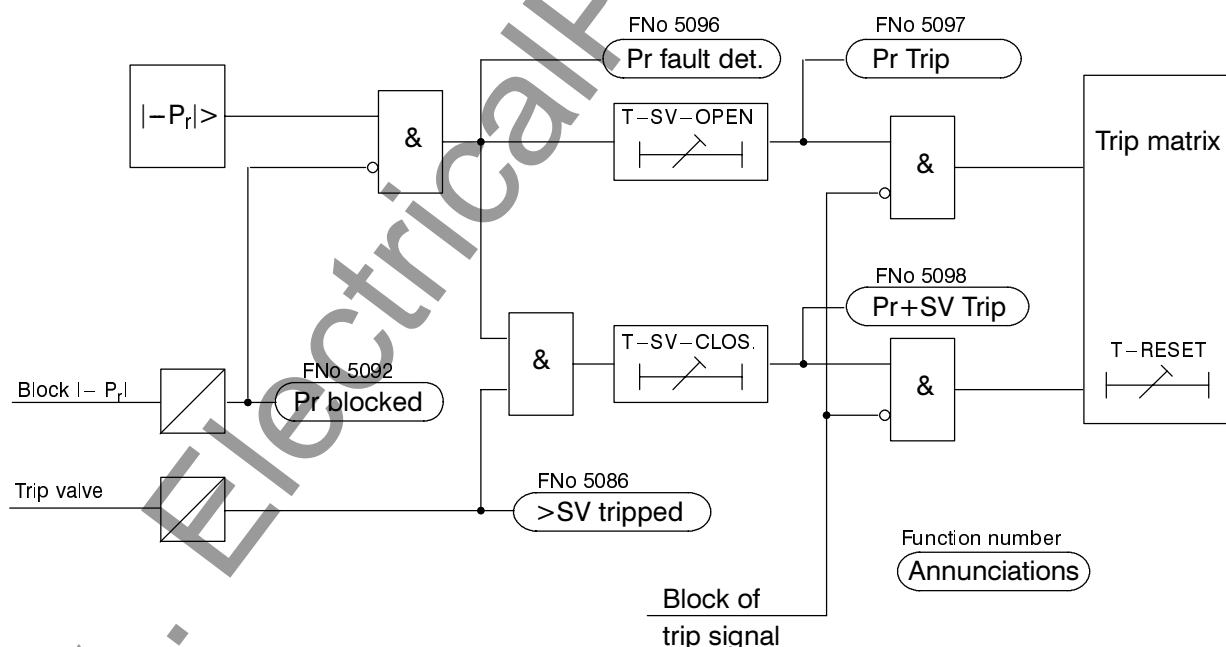 FNo 5096
Pr fault det.
FNo 5097
Pr Trip
|−Pr|>
&
T−SV−OPEN
&
Trip matrix
FNo 5098
Pr+SV Trip
&
T−SV−CLOS.
&
T−RESET
Block |− Pr|
FNo 5092
Pr blocked
Trip valve
FNo 5086
>SV tripped
Function number
Annunciations
Block of
trip signal
. ElectricalP